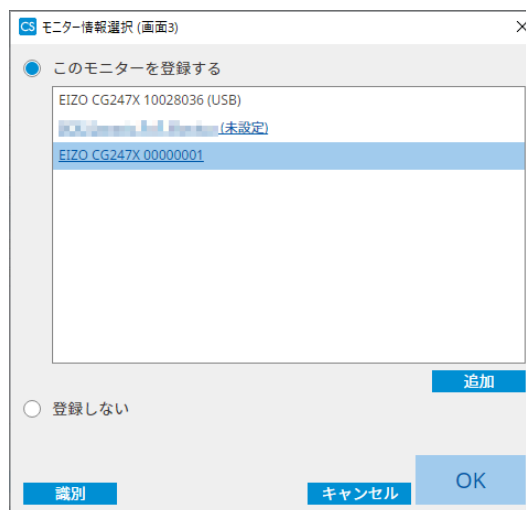 CS モニター情報選択 (画面3)
このモニターを登録する
EIZO CG247X 10028036 (USB)
(未設定)
EIZO CG247X 00000001
追加
登録しない
識別
キャンセル
OK